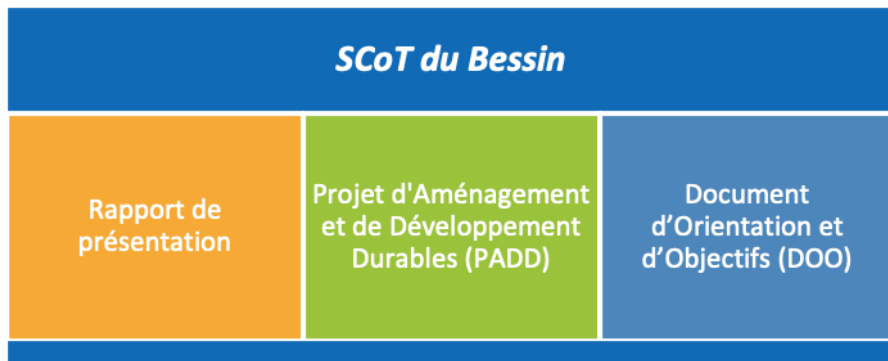 SCoT du Bessin
Rapport de
présentation
Projet d'Aménagement
et de Développement
Durables (PADD)
Document
d’Orientation et
d’Objectifs (DOO)